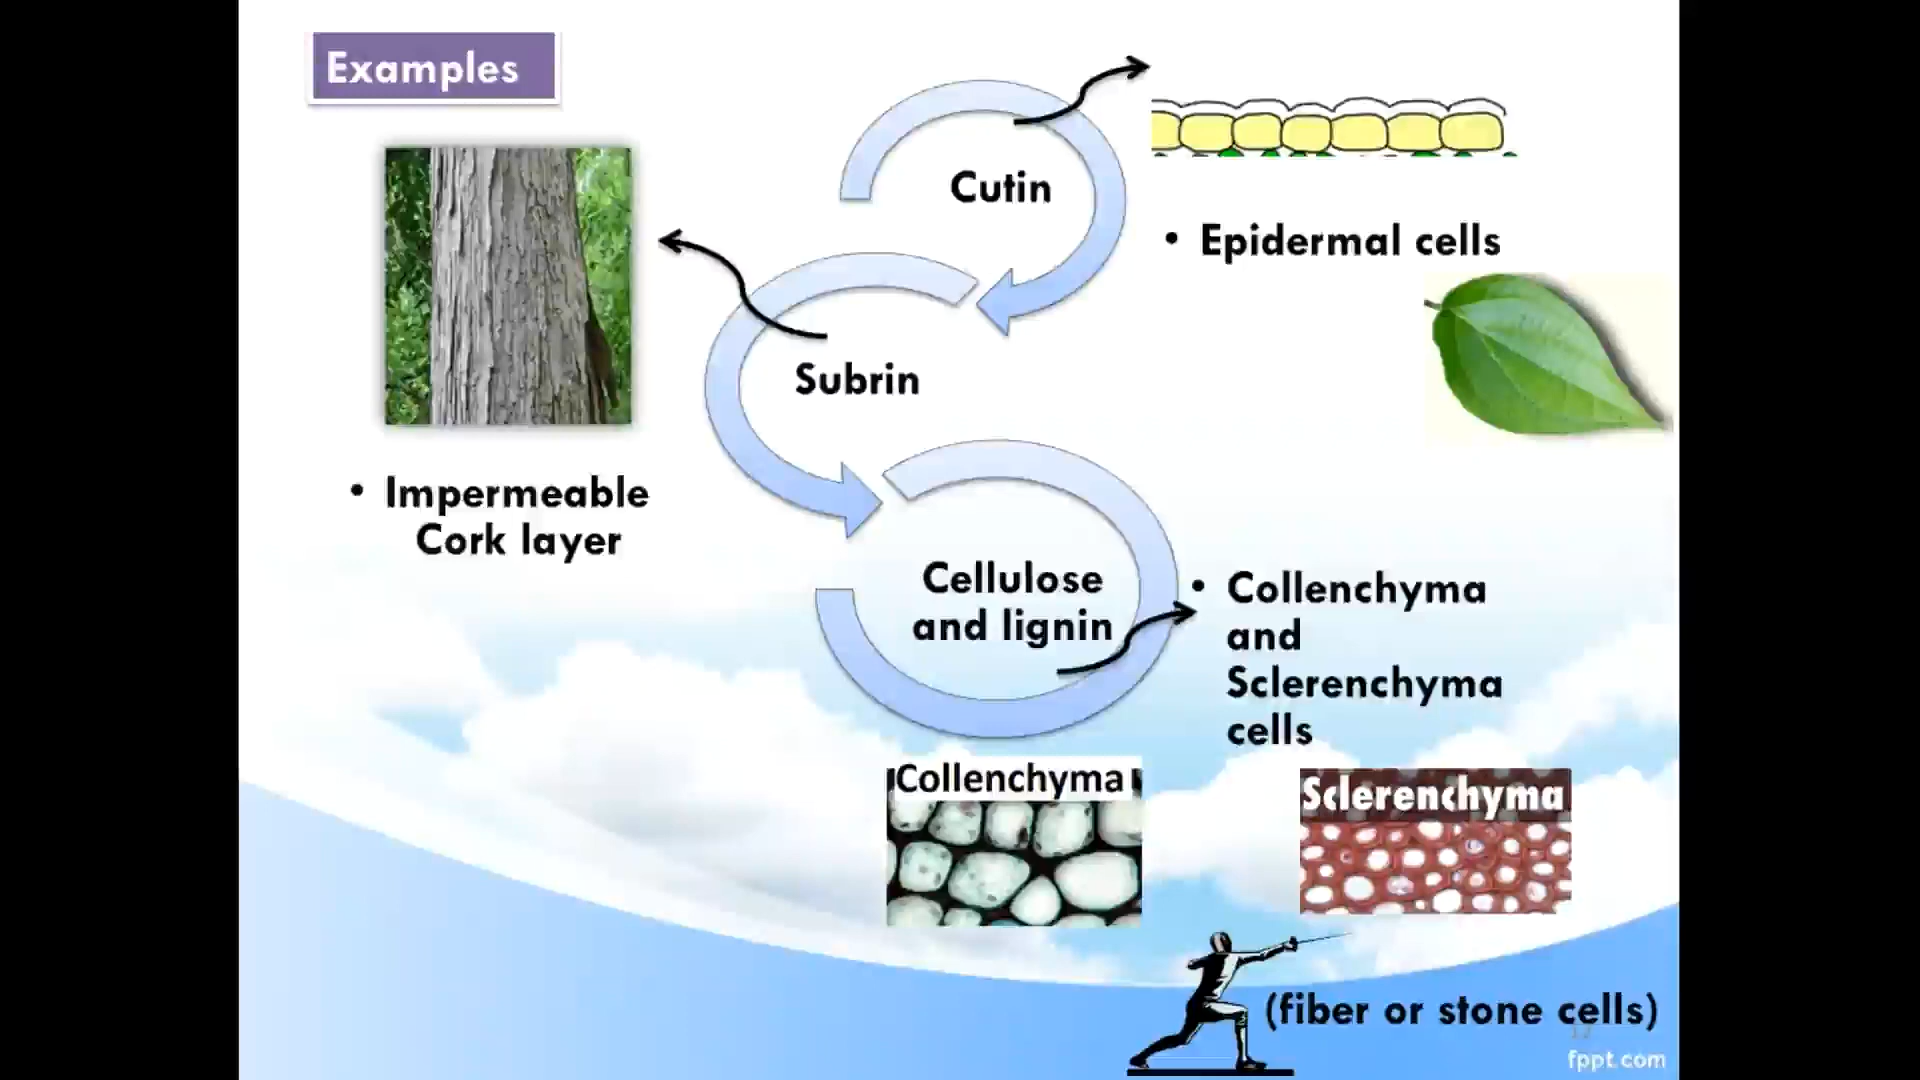 Examples
Cutin
• Epidermal cells
Subrin
• Impermeable
Cork layer
Cellulose
and lignin
• Collenchyma
and
Sclerenchyma
cells
Collenchyma
Sclerenchyma
(fiber or stone cells)
17
fppt.com